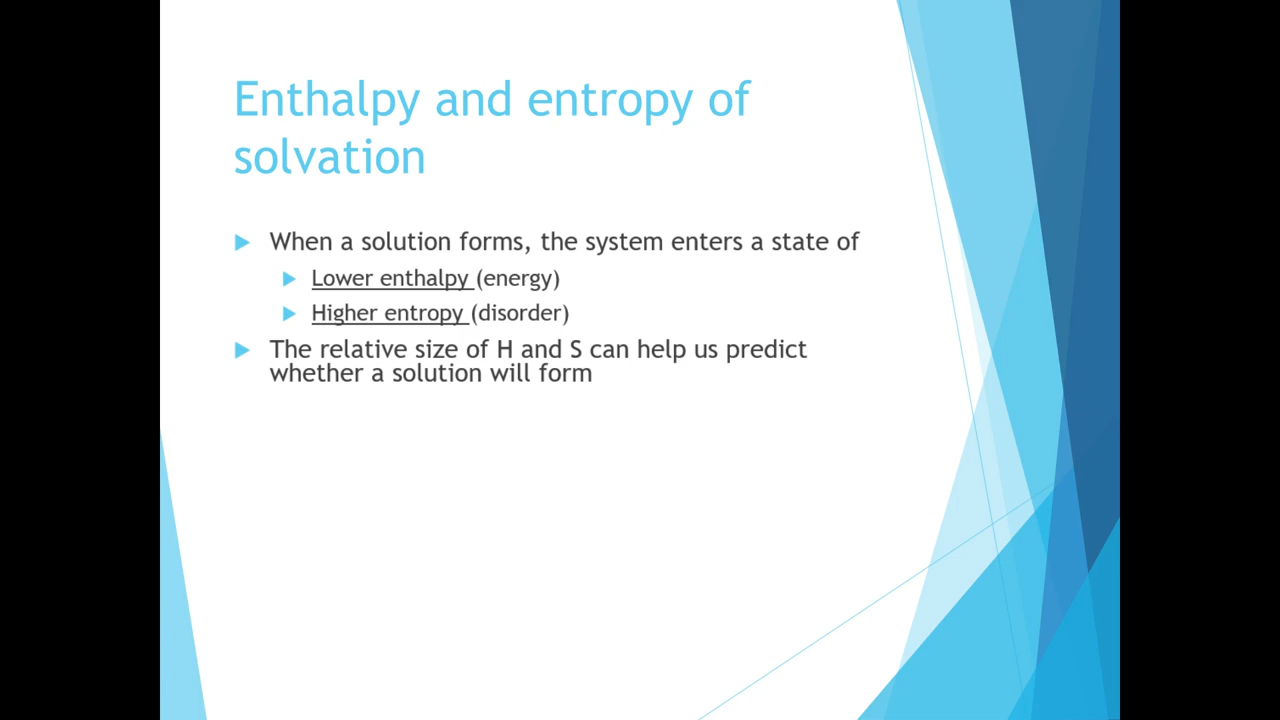 Enthalpy and entropy of
solvation
When a solution forms, the system enters a state of
Lower enthalpy (energy)
Higher entropy (disorder)
The relative size of H and S can help us predict
whether a solution will form